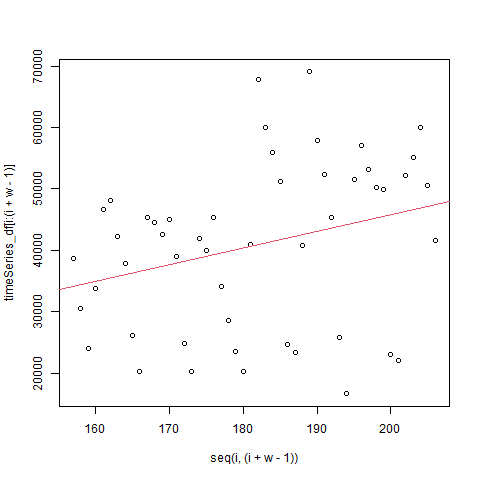 70000
60000
50000
40000
30000
20000
timeSeries_df[i:(i + w - 1)]
160 170 180 190 200
seq(i, (i + w - 1))